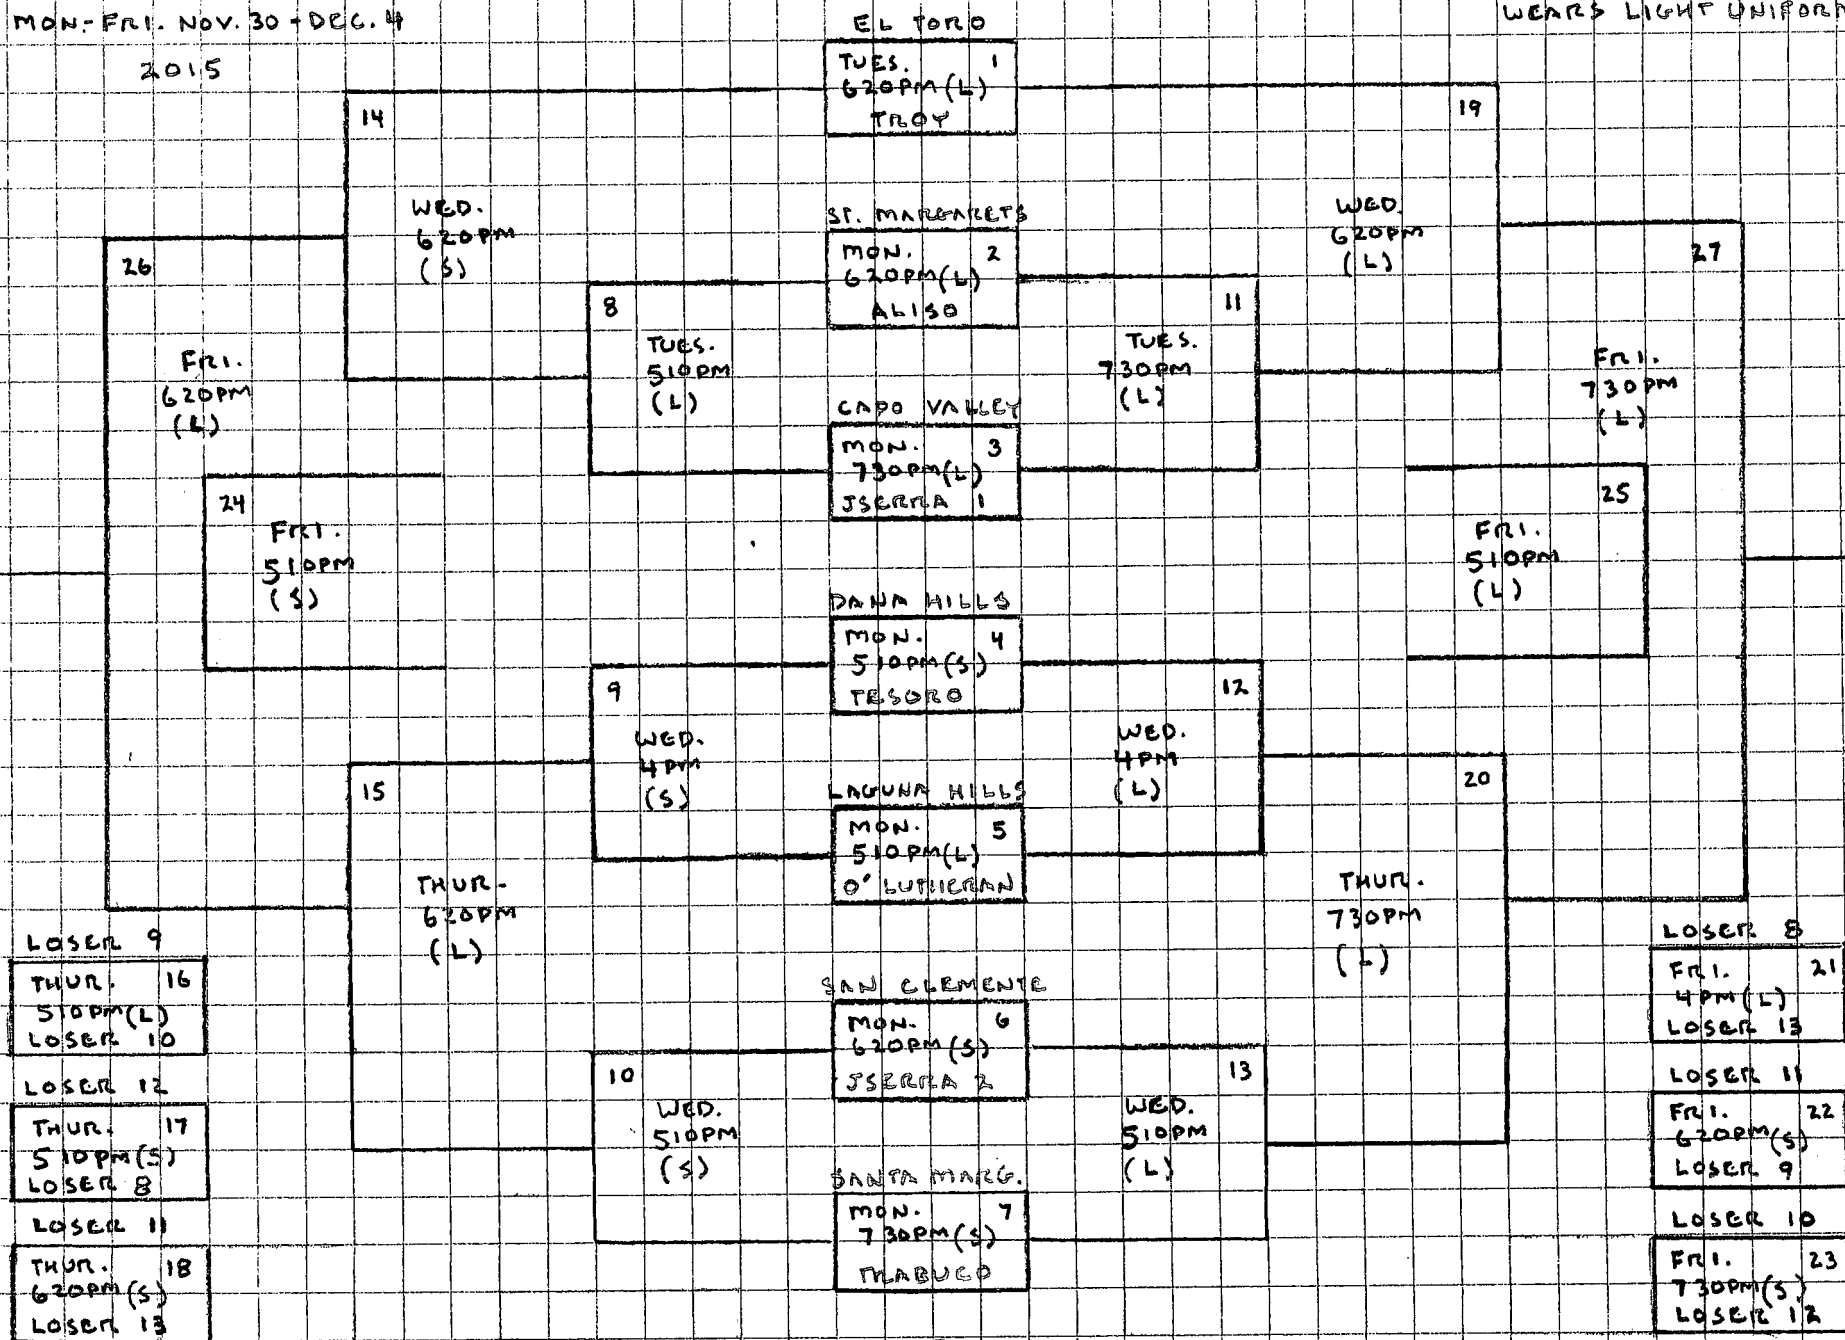 MON.-FRI. NOV. 30 - DEC. 4
2015
WEARS LIGHT UNIFORM
EL TORO
TUES. 1
620PM(L)
TROY
14
WED.
620PM
(S)
19
WED.
620PM
(L)
ST. MARGARETS
MON. 2
620PM(L)
ALISO
26
FRI.
620PM
(L)
27
FRI.
730PM
(L)
8
TUES.
510PM
(L)
11
TUES.
730PM
(L)
CAPO VALLEY
MON. 3
730PM(L)
JSERRA 1
24
FRI.
510PM
(S)
25
FRI.
510PM
(L)
DANA HILLS
MON. 4
510PM(S)
TESORO
9
WED.
4PM
(S)
12
WED.
4PM
(L)
LAGUNA HILLS
MON. 5
510PM(L)
O' LUTHERAN
15
THUR.
620PM
(L)
20
THUR.
730PM
(L)
SAN CLEMENTE
MON. 6
620PM(S)
JSERRA 2
10
WED.
510PM
(S)
13
WED.
510PM
(L)
SANTA MARG.
MON. 7
730PM(S)
TRABUCO
LOSER 9
THUR. 16
510PM(L)
LOSER 10
LOSER 12
THUR. 17
510PM(S)
LOSER 8
LOSER 11
THUR. 18
620PM(S)
LOSER 13
LOSER 8
FRI. 21
4PM(L)
LOSER 13
LOSER 11
FRI. 22
620PM(S)
LOSER 9
LOSER 10
FRI. 23
730PM(S)
LOSER 12